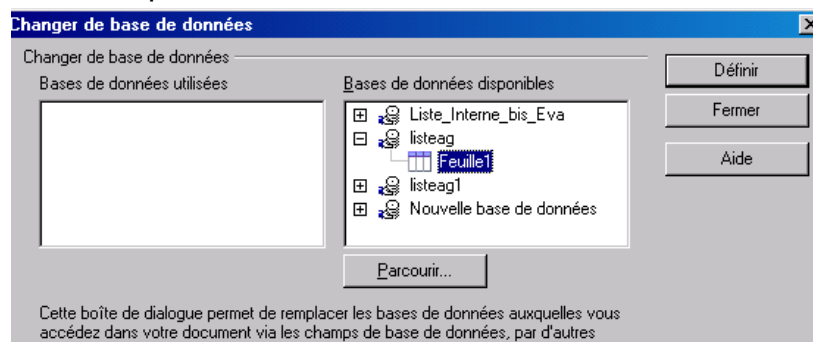 Changer de base de données
Changer de base de données
Bases de données utilisées
Bases de données disponibles
Liste_Interne_bis_Eva
listeag
Feuille1
listeag1
Nouvelle base de données
Parcourir...
Définir
Fermer
Aide
Cette boîte de dialogue permet de remplacer les bases de données auxquelles vous
accédez dans votre document via les champs de base de données, par d'autres